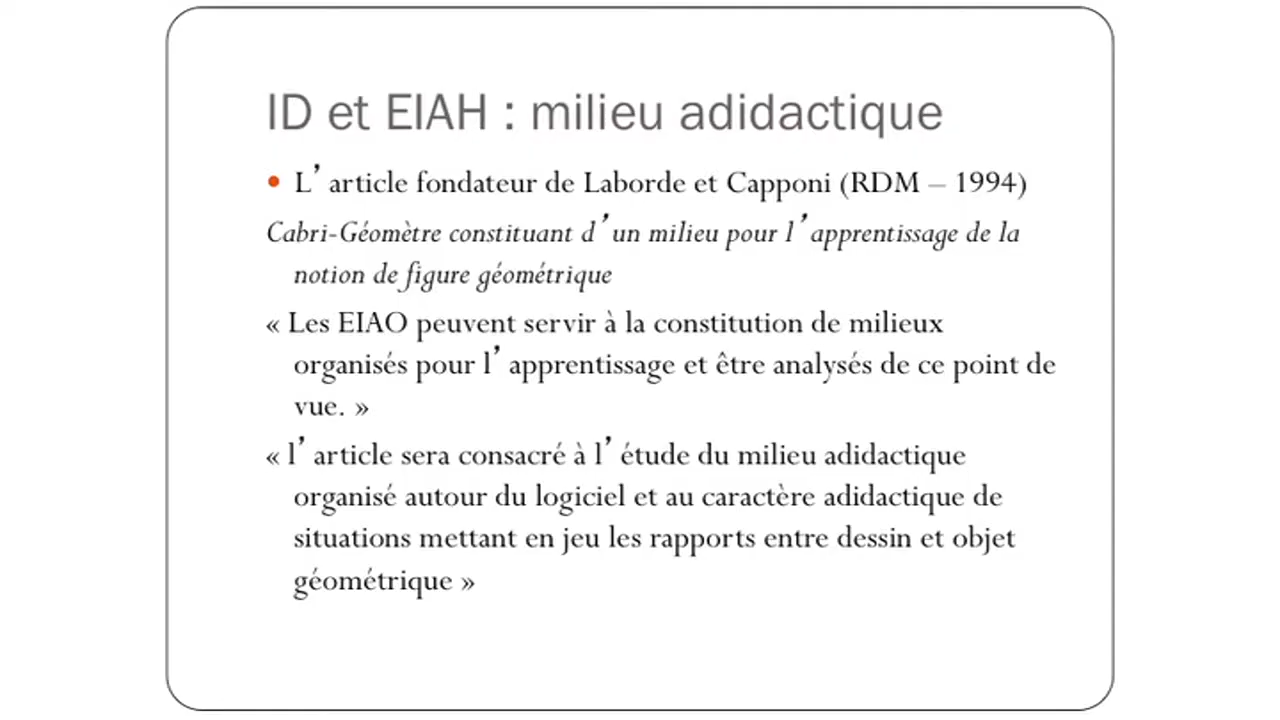 ID et EIAH : milieu adidactique
• L’ article fondateur de Laborde et Capponi (RDM – 1994)
Cabri-Géomètre constituant d’un milieu pour l’apprentissage de la
notion de figure géométrique
« Les EIAO peuvent servir à la constitution de milieux
organisés pour l’ apprentissage et être analysés de ce point de
vue. »
« l’ article sera consacré à l’ étude du milieu adidactique
organisé autour du logiciel et au caractère adidactique de
situations mettant en jeu les rapports entre dessin et objet
géométrique »